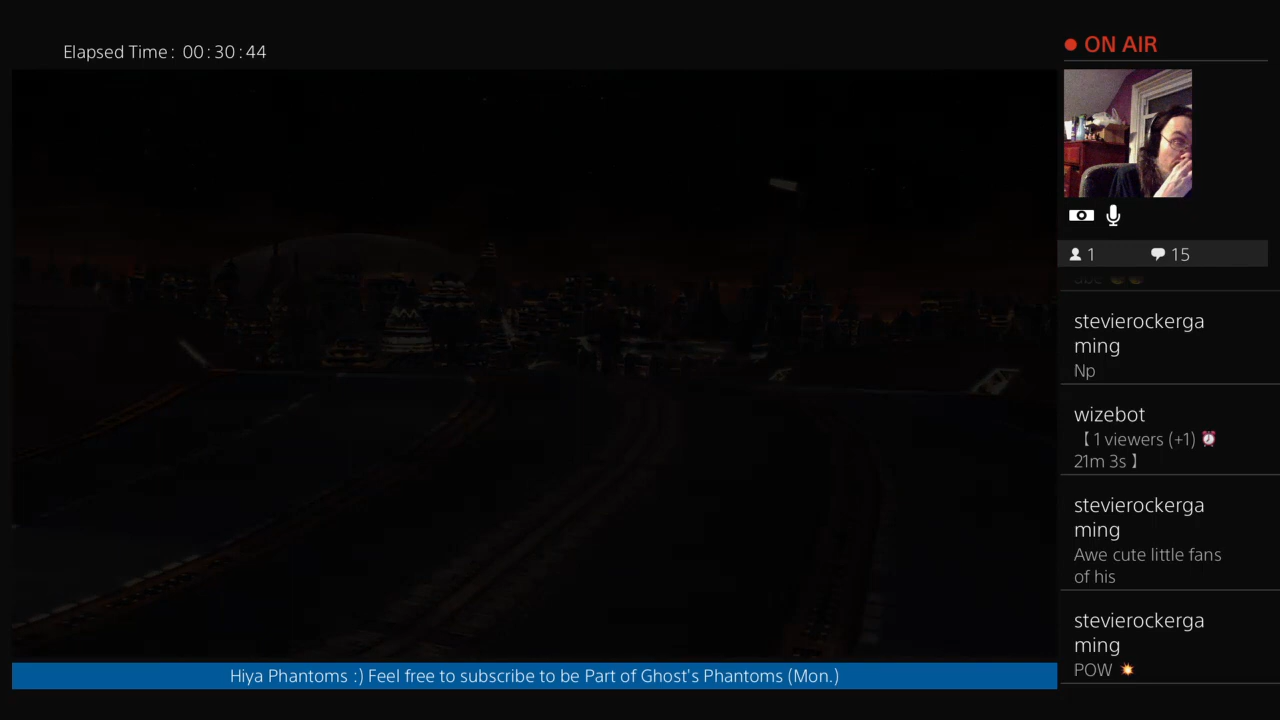 Elapsed Time: 00:30:44
ON AIR
1
15
stevierockerga
ming
Np
wizebot
【1 viewers (+1) ⏰
21m 3s】
stevierockerga
ming
Awe cute little fans
of his
stevierockerga
ming
POW 💥
Hiya Phantoms :) Feel free to subscribe to be Part of Ghost's Phantoms (Mon.)